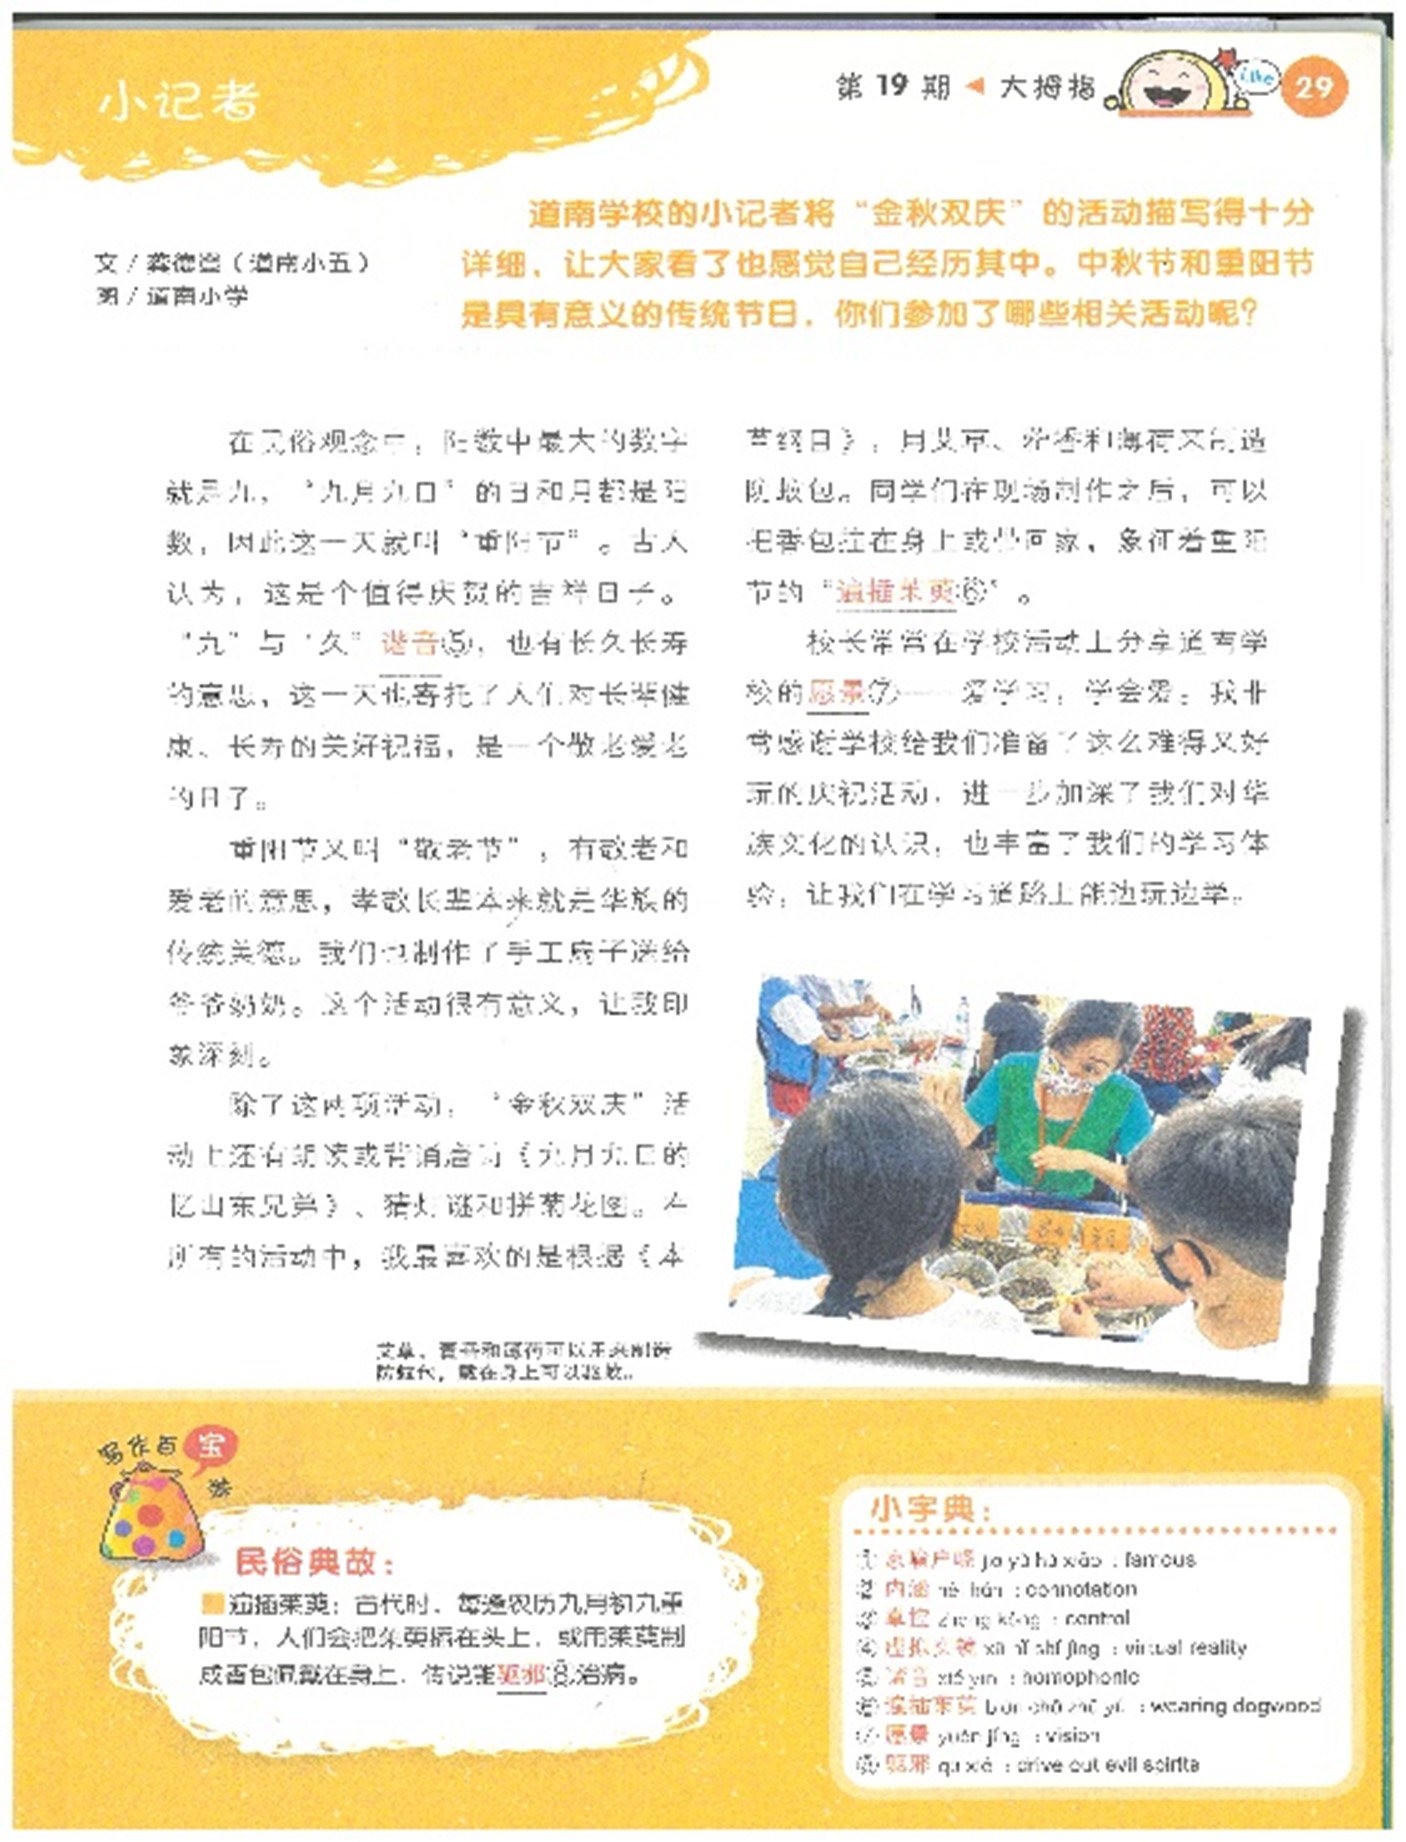 小记者
第 19 期 ◀ 大拇指
like
29
文/龚德      （道南小五）
图/道南小学
道南学校的小记者将“金秋双庆”的活动描写得十分
详细，让大家看了也感觉自己经历其中。中秋节和重阳节
是具有意义的传统节日，你们参加了哪些相关活动呢？
在民俗观念中，阳数中最大的数字
就是九，“九月九日”的日和月都是阳
数，因此这一天就叫“重阳节”。古人
认为，这是个值得庆贺的吉祥日子。
“九”与“久”谐音⑤，也有长久长寿
的意思，这一天也寄托了人们对长辈健
康、长寿的美好祝福，是一个敬老爱老
的日子。
重阳节又叫“敬老节”，有敬老和
爱老的意思，孝敬长辈本来就是华族的
传统美德。我们也制作了手工扇子送给
爷爷奶奶。这个活动很有意义，让我印
象深刻。
除了这两项活动，“金秋双庆”活
动上还有朗读或背诵唐诗《九月九日的
忆山东兄弟》、猜灯谜和拼菊花图。在
所有的活动中，我最喜欢的是根据《本
草纲目》，用艾草、      香和薄荷来制造
防蚊包。同学们在现场制作之后，可以
把香包挂在身上或带回家，象征着重阳
节的“遍插茱萸⑥”。
校长常常在学校活动上分享道南学
校的愿景⑦——爱学习，学会爱。我非
常感谢学校给我们准备了这么难得又好
玩的庆祝活动，进一步加深了我们对华
族文化的认识，也丰富了我们的学习体
验，让我们在学习道路上能边玩边学。
艾草、      香和薄荷可以用来制造
防蚊包，戴在身上可以驱蚊。
写作百宝袋
民俗典故：
遍插茱萸：古代时，每逢农历九月初九重
阳节，人们会把茱萸插在头上，或用茱萸制
成香包佩戴在身上，传说能驱邪⑧治病。
小字典：
① 家喻户晓 jiā yù hù xiǎo : famous
② 内涵 nèi hán : connotation
③ 掌控 zhǎng kòng : control
④ 虚拟实境 xū nǐ shí jìng : virtual reality
⑤ 谐音 xié yīn : homophonic
⑥ 遍插茱萸 biàn chā zhū yú : wearing dogwood
⑦ 愿景 yuàn jǐng : vision
⑧ 驱邪 qū xié : drive out evil spirits